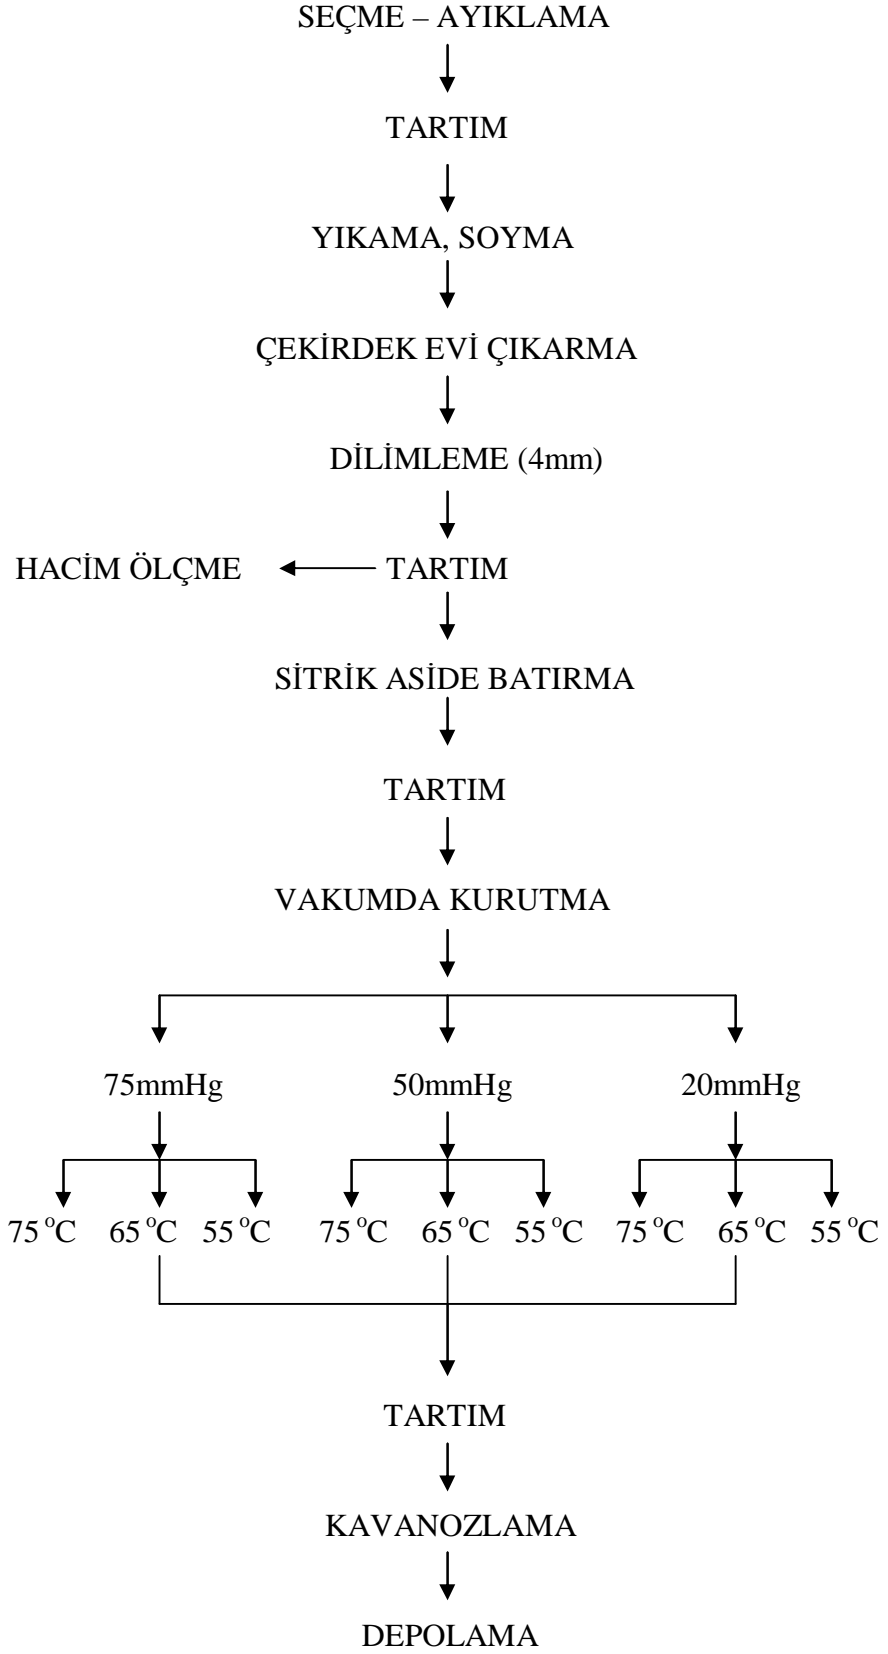 SEÇME – AYIKLAMA
TARTIM
YIKAMA, SOYMA
ÇEKİRDEK EVİ ÇIKARMA
DİLİMLEME (4mm)
HACİM ÖLÇME TARTIM
SİTRİK ASİDE BATIRMA
TARTIM
VAKUMDA KURUTMA
75mmHg 50mmHg 20mmHg
75 °C 65 °C 55 °C 75 °C 65 °C 55 °C 75 °C 65 °C 55 °C
TARTIM
KAVANOZLAMA
DEPOLAMA